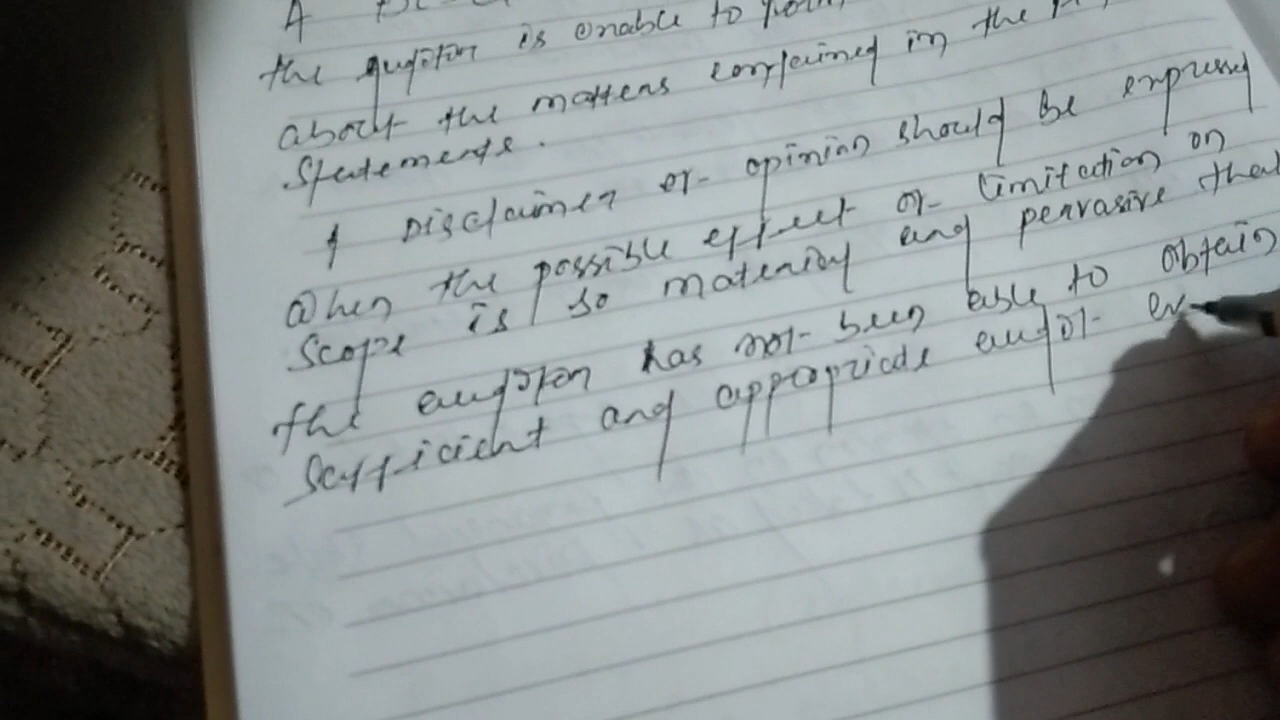 A
the auditor is enable to
about the matters contained in the
statements.
A Disclaimer or opinion should be expressed
When the possible effect or limitation on
scope is so material and pervasive that
the auditor has not been able to obtain
sufficient and appropriate audit ev